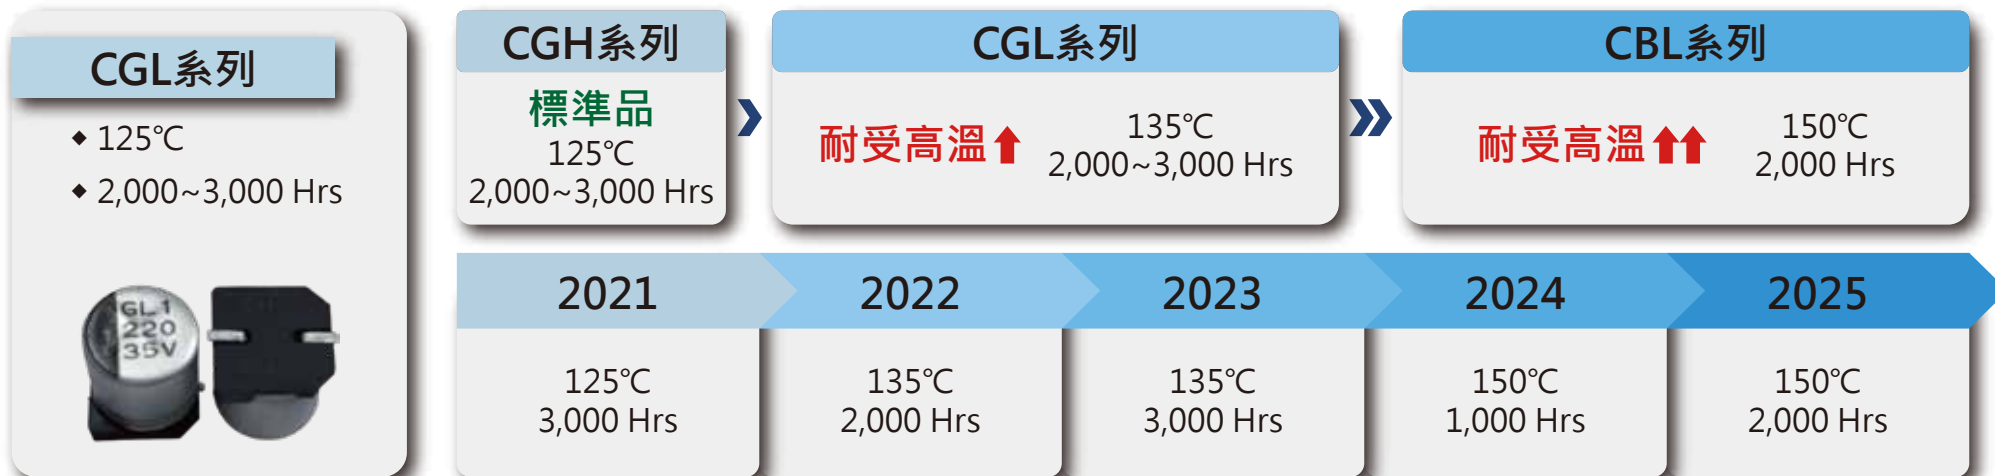 CGL系列
◆ 125℃
◆ 2,000~3,000 Hrs
GL1
220
35V
CGH系列
標準品
125℃
2,000~3,000 Hrs
CGL系列
耐受高溫
135℃
2,000~3,000 Hrs
CBL系列
耐受高溫
150℃
2,000 Hrs
2021
2022
2023
2024
2025
125℃
3,000 Hrs
135℃
2,000 Hrs
135℃
3,000 Hrs
150℃
1,000 Hrs
150℃
2,000 Hrs